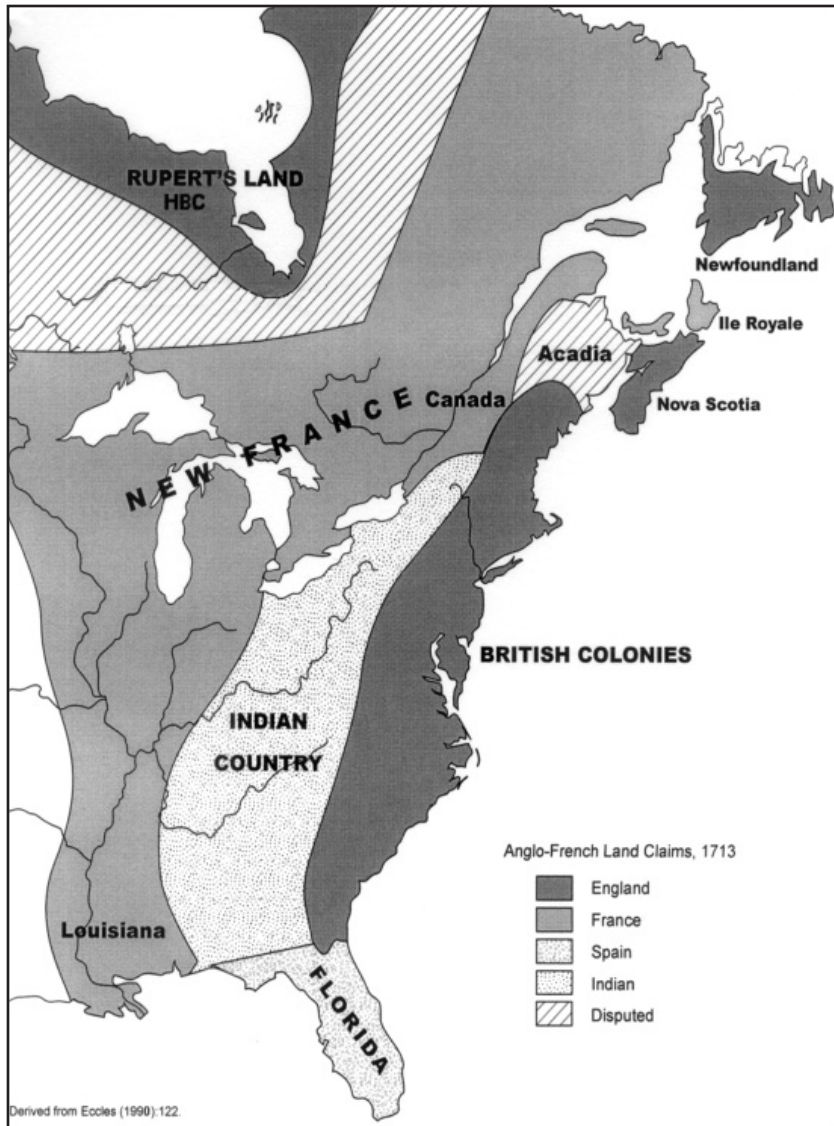 RUPERT'S LAND
HBC
Newfoundland
Ile Royale
Acadia
Nova Scotia
Canada
NEW FRANCE
BRITISH COLONIES
INDIAN
COUNTRY
Louisiana
FLORIDA
Anglo-French Land Claims, 1713
England
France
Spain
Indian
Disputed
Derived from Eccles (1990):122.